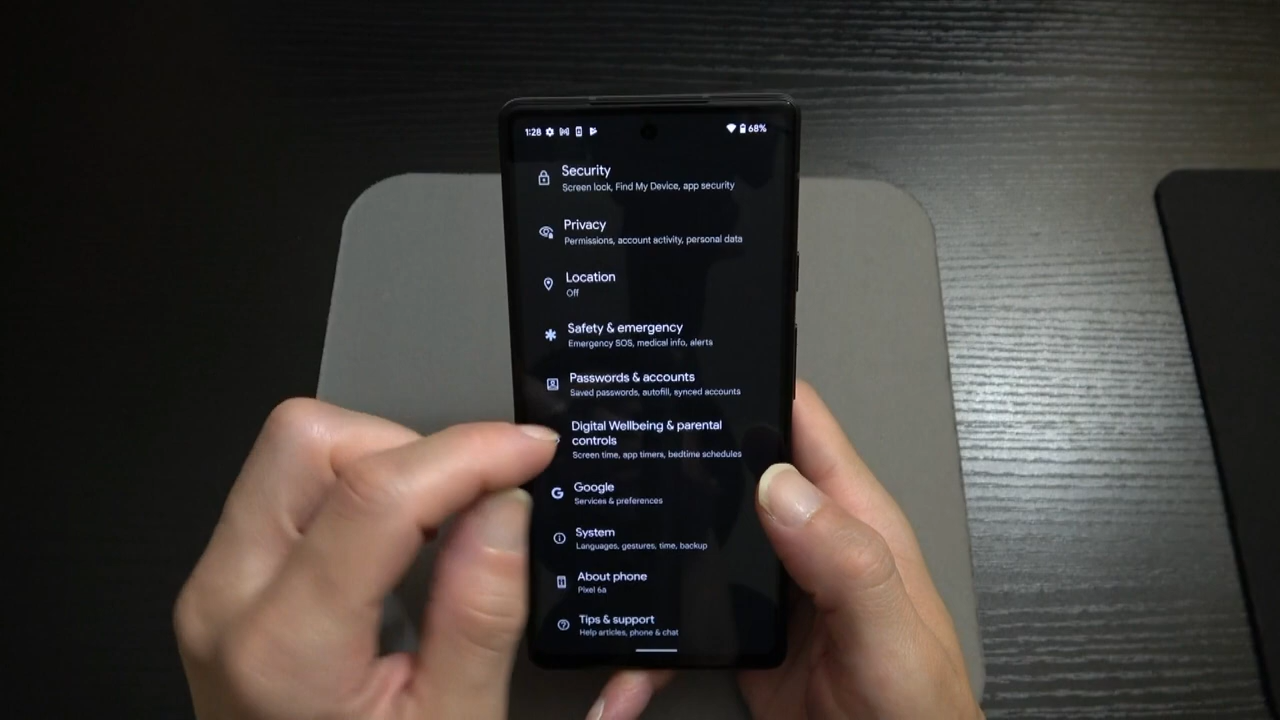 1:28
68%
Security
Screen lock, Find My Device, app security
Privacy
Permissions, account activity, personal data
Location
Off
Safety & emergency
Emergency SOS, medical info, alerts
Passwords & accounts
Saved passwords, autofill, synced accounts
Digital Wellbeing & parental
controls
Screen time, app timers, bedtime schedules
Google
Services & preferences
System
Languages, gestures, time, backup
About phone
Pixel 6a
Tips & support
Help articles, phone & chat